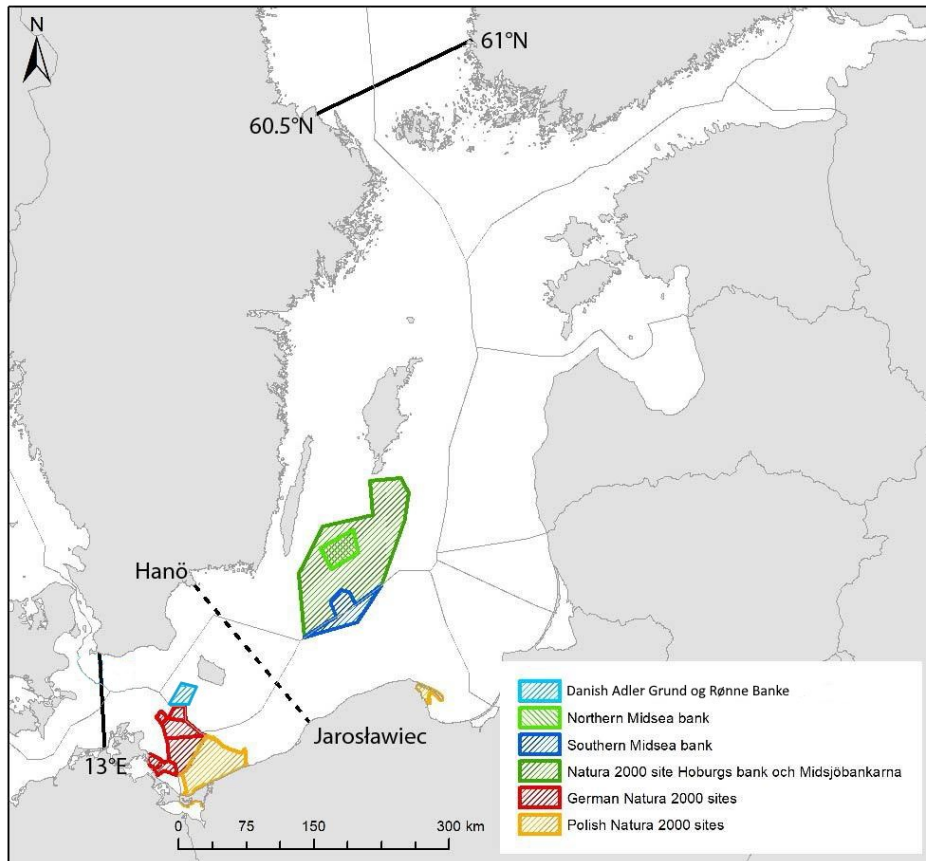 N
61°N
60.5°N
Hanö
Jarosławiec
13°E
Danish Adler Grund og Rønne Banke
Northern Midsea bank
Southern Midsea bank
Natura 2000 site Hoburgs bank och Midsjöbankarna
German Natura 2000 sites
Polish Natura 2000 sites
0 75 150 300 km